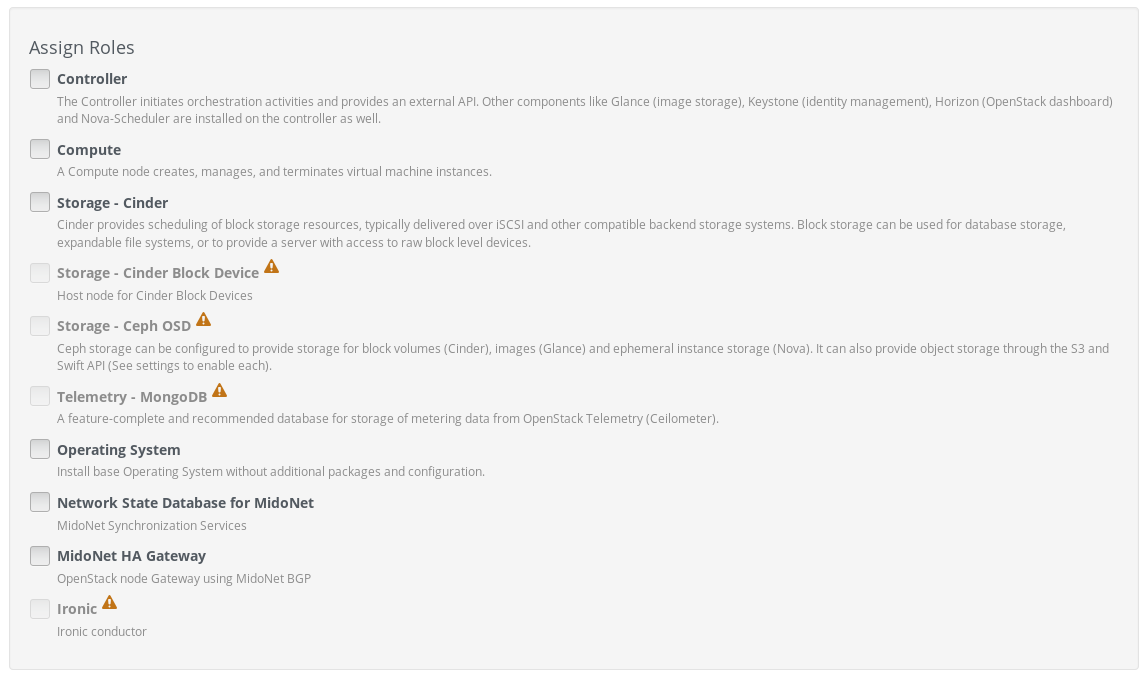 Assign Roles
Controller
The Controller initiates orchestration activities and provides an external API. Other components like Glance (image storage), Keystone (identity management), Horizon (OpenStack dashboard)
and Nova-Scheduler are installed on the controller as well.
Compute
A Compute node creates, manages, and terminates virtual machine instances.
Storage - Cinder
Cinder provides scheduling of block storage resources, typically delivered over iSCSI and other compatible backend storage systems. Block storage can be used for database storage,
expandable file systems, or to provide a server with access to raw block level devices.
Storage - Cinder Block Device
Host node for Cinder Block Devices
Storage - Ceph OSD
Ceph storage can be configured to provide storage for block volumes (Cinder), images (Glance) and ephemeral instance storage (Nova). It can also provide object storage through the S3 and
Swift API (See settings to enable each).
Telemetry - MongoDB
A feature-complete and recommended database for storage of metering data from OpenStack Telemetry (Ceilometer).
Operating System
Install base Operating System without additional packages and configuration.
Network State Database for MidoNet
MidoNet Synchronization Services
MidoNet HA Gateway
OpenStack node Gateway using MidoNet BGP
Ironic
Ironic conductor